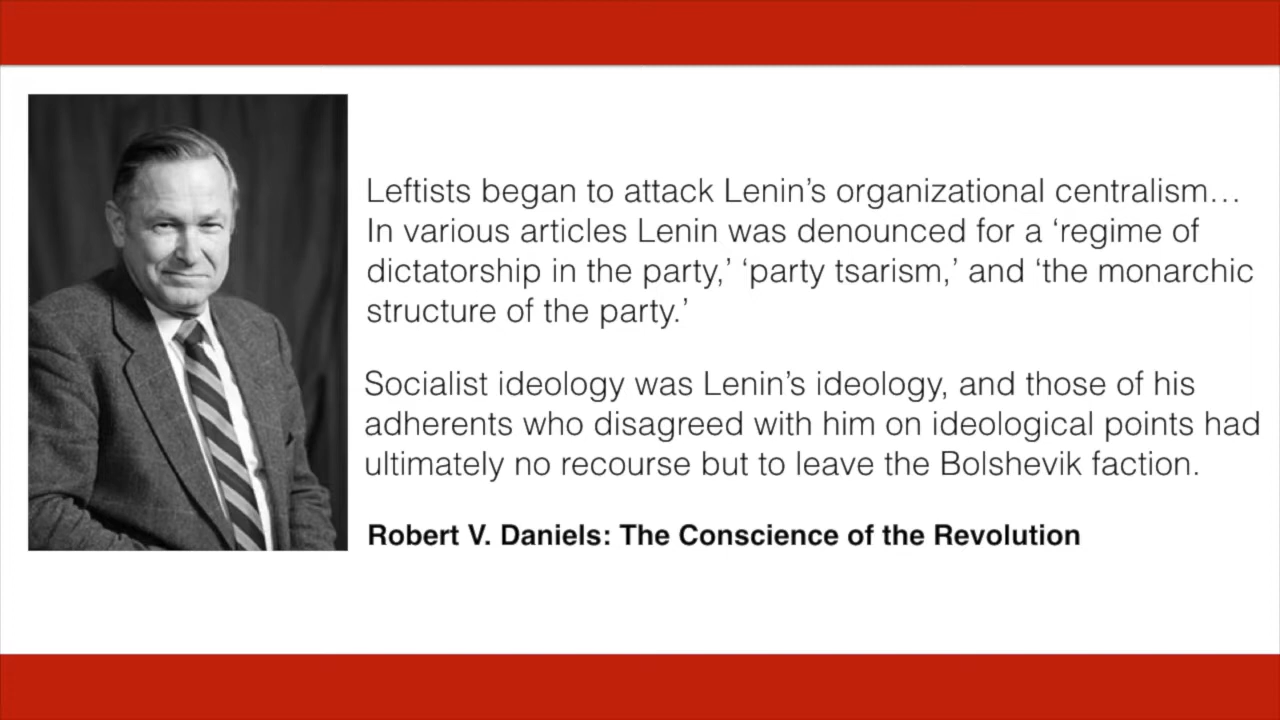 Leftists began to attack Lenin’s organizational centralism…
In various articles Lenin was denounced for a ‘regime of
dictatorship in the party,’ ‘party tsarism,’ and ‘the monarchic
structure of the party.’
Socialist ideology was Lenin’s ideology, and those of his
adherents who disagreed with him on ideological points had
ultimately no recourse but to leave the Bolshevik faction.
Robert V. Daniels: The Conscience of the Revolution